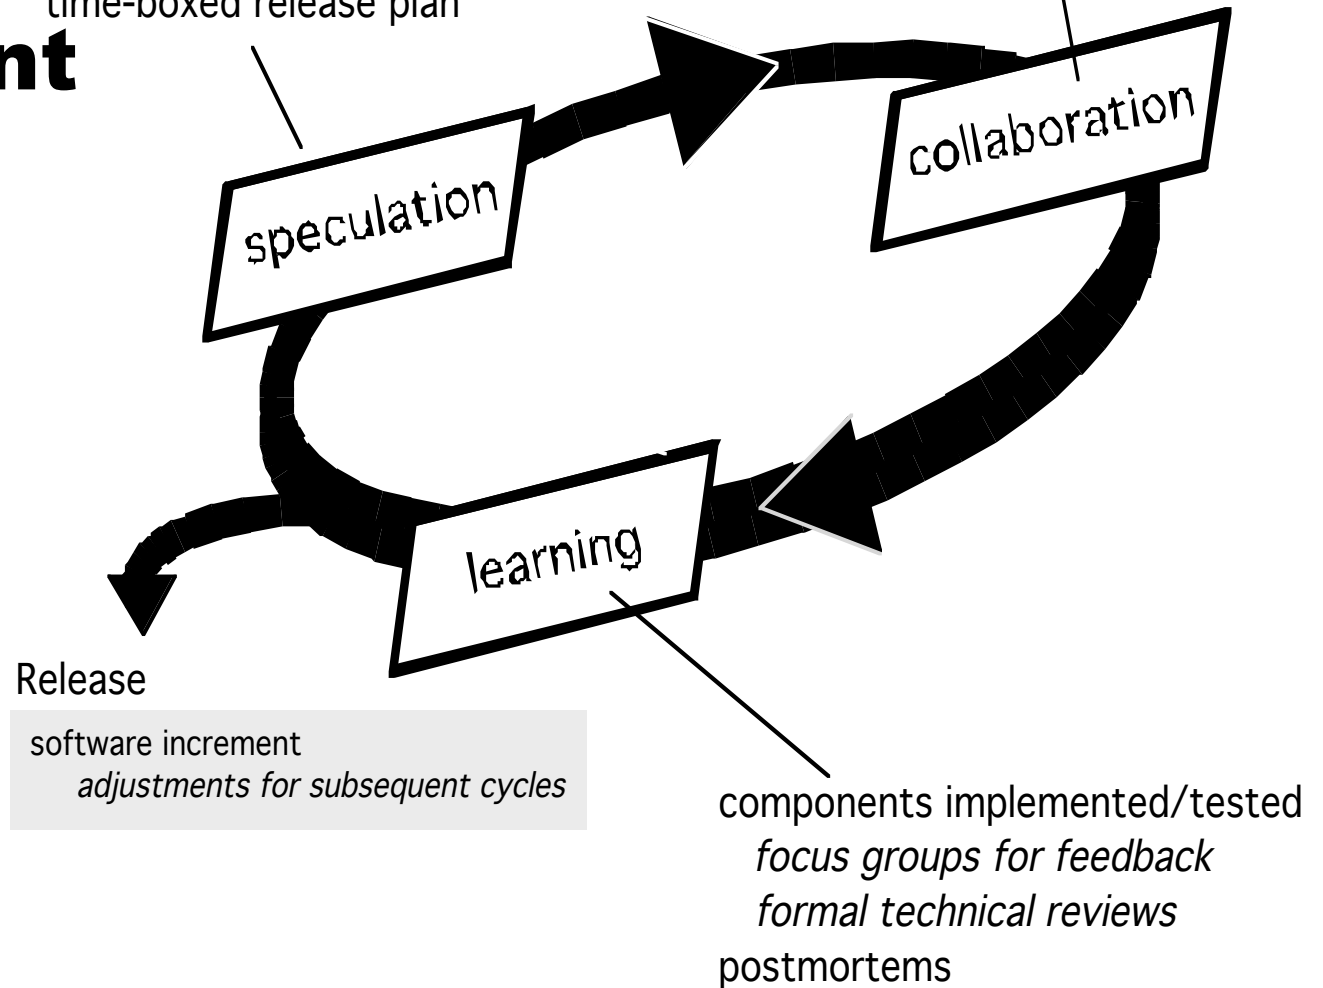 time-boxed release plan
nt
collaboration
speculation
learning
Release
software increment
adjustments for subsequent cycles
components implemented/tested
focus groups for feedback
formal technical reviews
postmortems